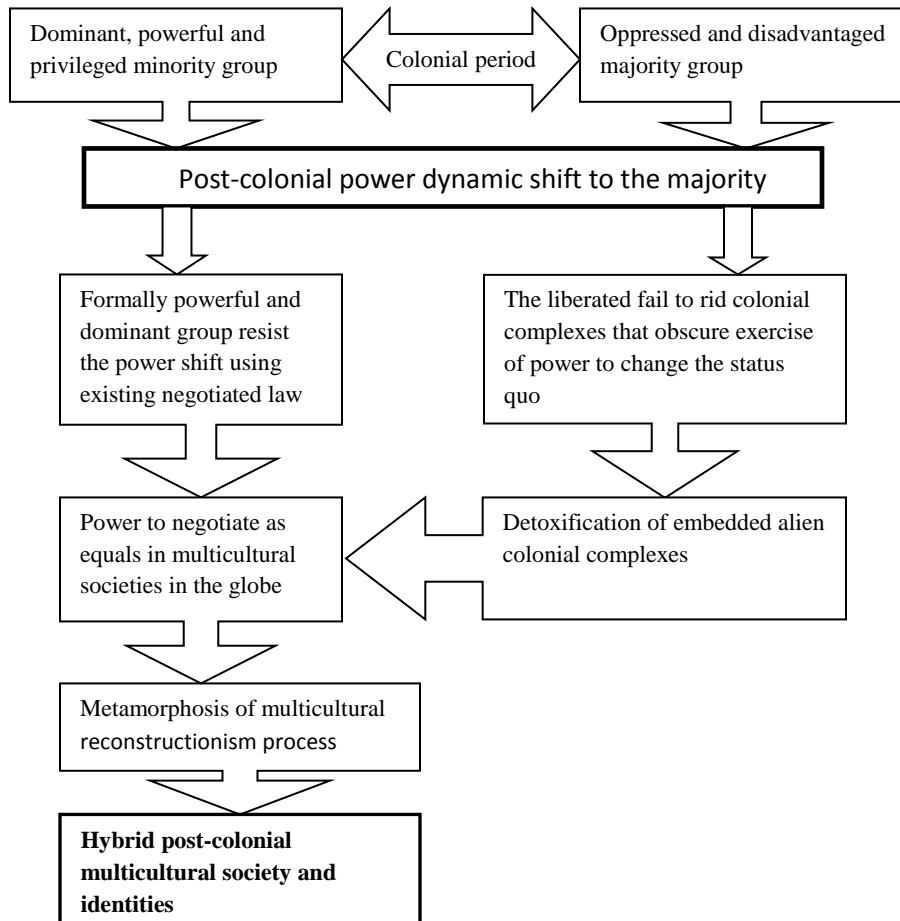 Dominant, powerful and
privileged minority group
Colonial period
Oppressed and disadvantaged
majority group
Post-colonial power dynamic shift to the majority
Formally powerful and
dominant group resist
the power shift using
existing negotiated law
The liberated fail to rid colonial
complexes that obscure exercise
of power to change the status
quo
Power to negotiate as
equals in multicultural
societies in the globe
Detoxification of embedded alien
colonial complexes
Metamorphosis of multicultural
reconstructionism process
Hybrid post-colonial
multicultural society and
identities